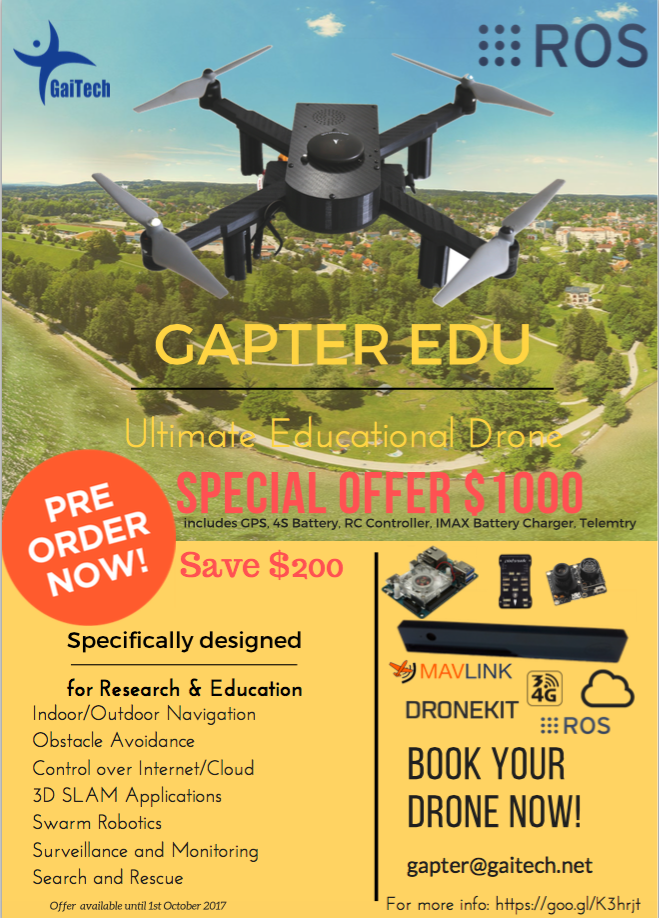 GaiTech
ROS
GAPTER EDU
Ultimate Educational Drone
SPECIAL OFFER $1000
includes GPS, 4S Battery, RC Controller, IMAX Battery Charger, Telemtry
PRE
ORDER
NOW!
Save $200
Specifically designed
for Research & Education
Indoor/Outdoor Navigation
Obstacle Avoidance
Control over Internet/Cloud
3D SLAM Applications
Swarm Robotics
Surveillance and Monitoring
Search and Rescue
Offer available until 1st October 2017
MAVLINK
3G
4G
DRONEKIT
ROS
BOOK YOUR
DRONE NOW!
gapter@gaitech.net
For more info: https://goo.gl/K3hrjt